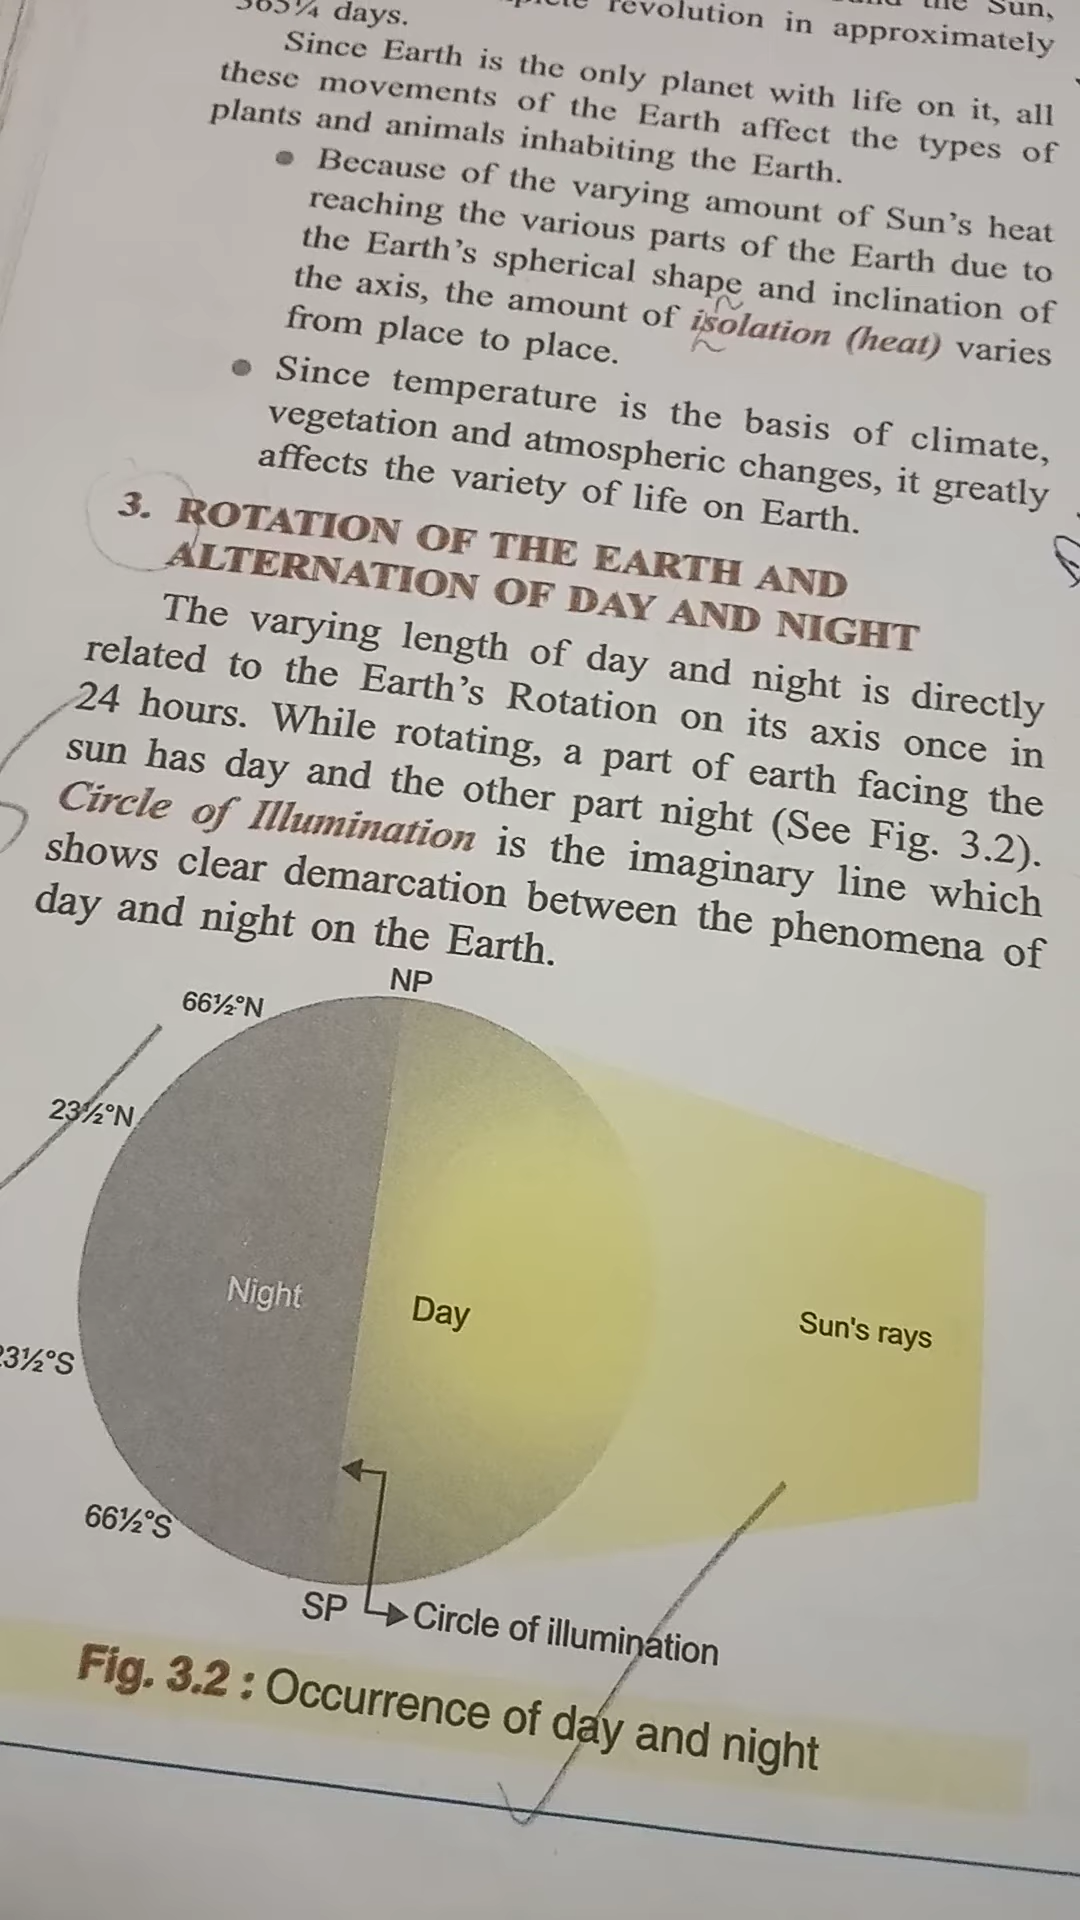 365¼ days.
revolution in approximately
Since Earth is the only planet with life on it, all
these movements of the Earth affect the types of
plants and animals inhabiting the Earth.
● Because of the varying amount of Sun's heat
reaching the various parts of the Earth due to
the Earth's spherical shape and inclination of
the axis, the amount of isolation (heat) varies
from place to place.
● Since temperature is the basis of climate,
vegetation and atmospheric changes, it greatly
affects the variety of life on Earth.
3. ROTATION OF THE EARTH AND
ALTERNATION OF DAY AND NIGHT
The varying length of day and night is directly
related to the Earth's Rotation on its axis once in
24 hours. While rotating, a part of earth facing the
sun has day and the other part night (See Fig. 3.2).
Circle of Illumination is the imaginary line which
shows clear demarcation between the phenomena of
day and night on the Earth.
NP
66½°N
23½°N
Night
Day
Sun's rays
23½°S
66½°S
SP
Circle of illumination
Fig. 3.2 : Occurrence of day and night